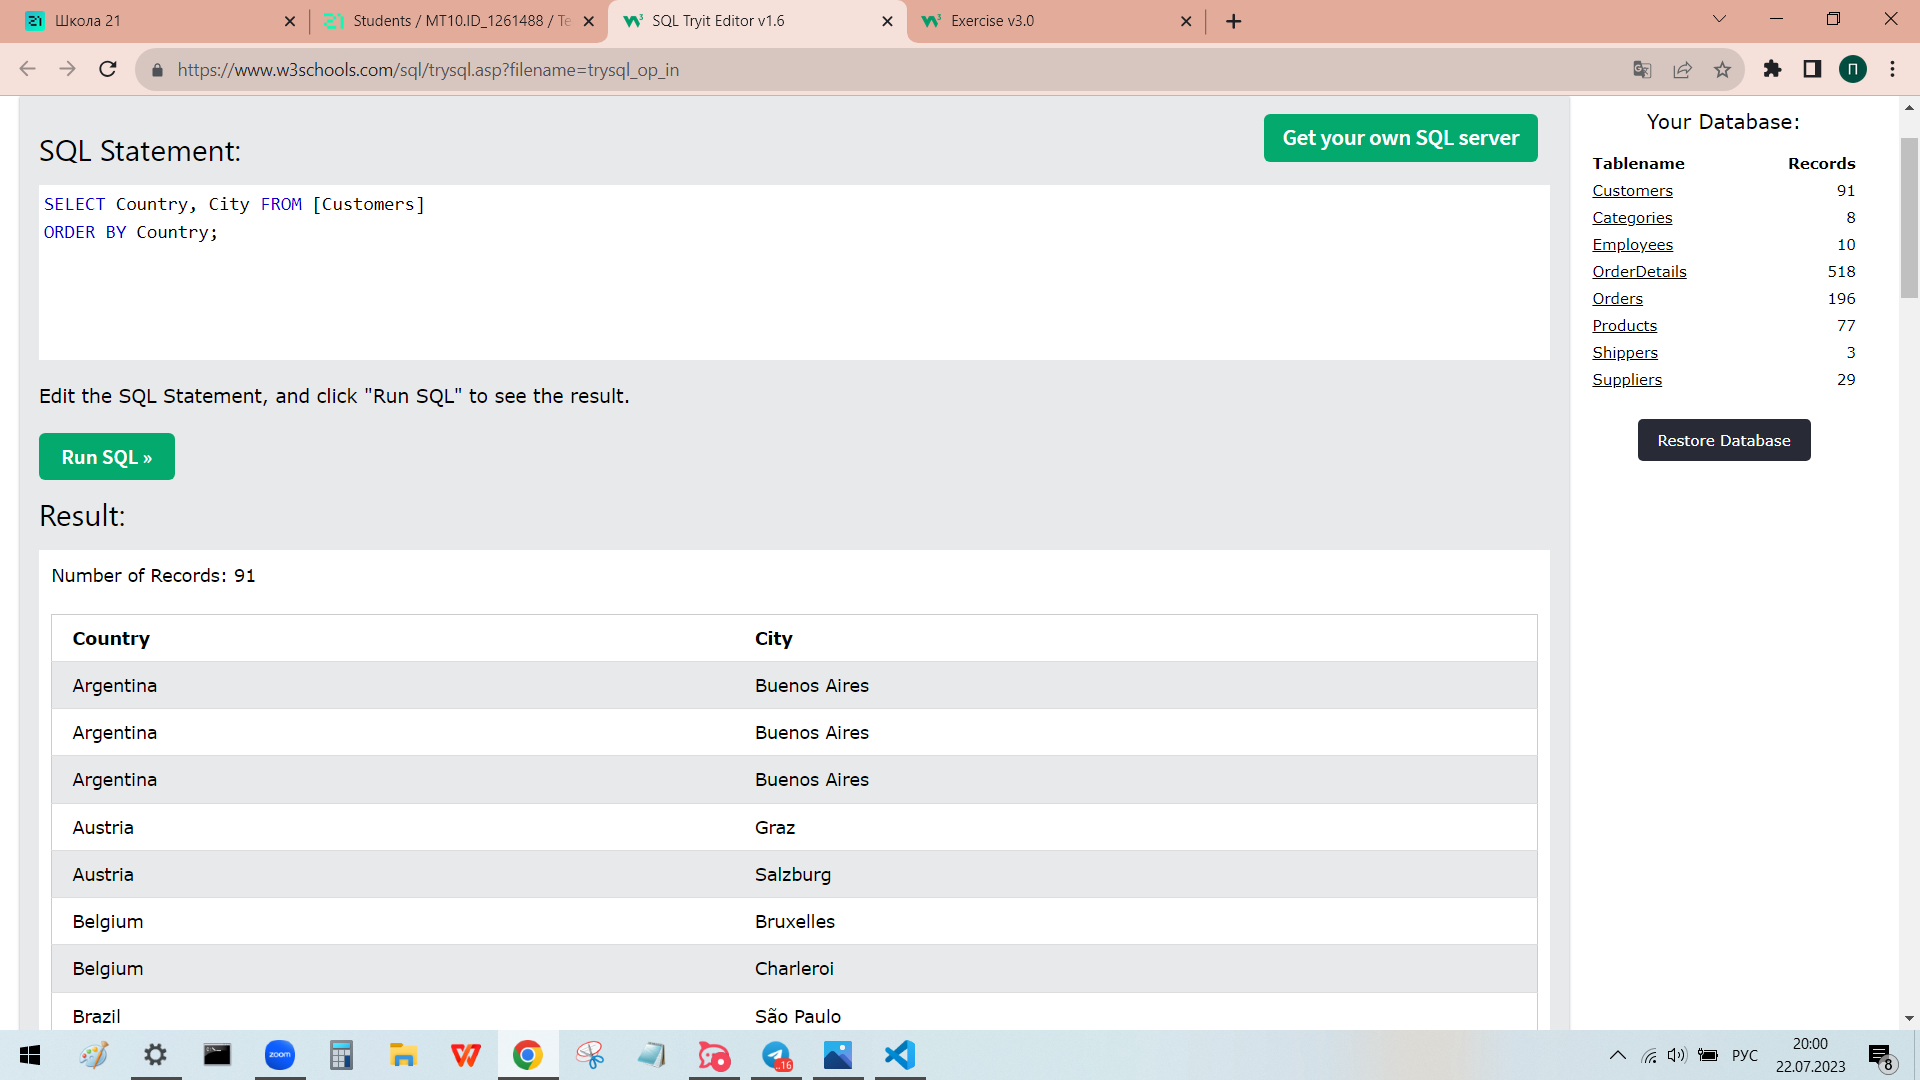 Школа 21
Students / MT10.ID_1261488 / Te
SQL Tryit Editor v1.6
Exercise v3.0
https://www.w3schools.com/sql/trysql.asp?filename=trysql_op_in
П
SQL Statement:
Get your own SQL server
SELECT Country, City FROM [Customers]
ORDER BY Country;
Edit the SQL Statement, and click "Run SQL" to see the result.
Run SQL »
Result:
Number of Records: 91
Country City
Argentina Buenos Aires
Argentina Buenos Aires
Argentina Buenos Aires
Austria Graz
Austria Salzburg
Belgium Bruxelles
Belgium Charleroi
Brazil São Paulo
Your Database:
Tablename Records
Customers 91
Categories 8
Employees 10
OrderDetails 518
Orders 196
Products 77
Shippers 3
Suppliers 29
Restore Database
zoom
..16
РУС
20:00
22.07.2023
8